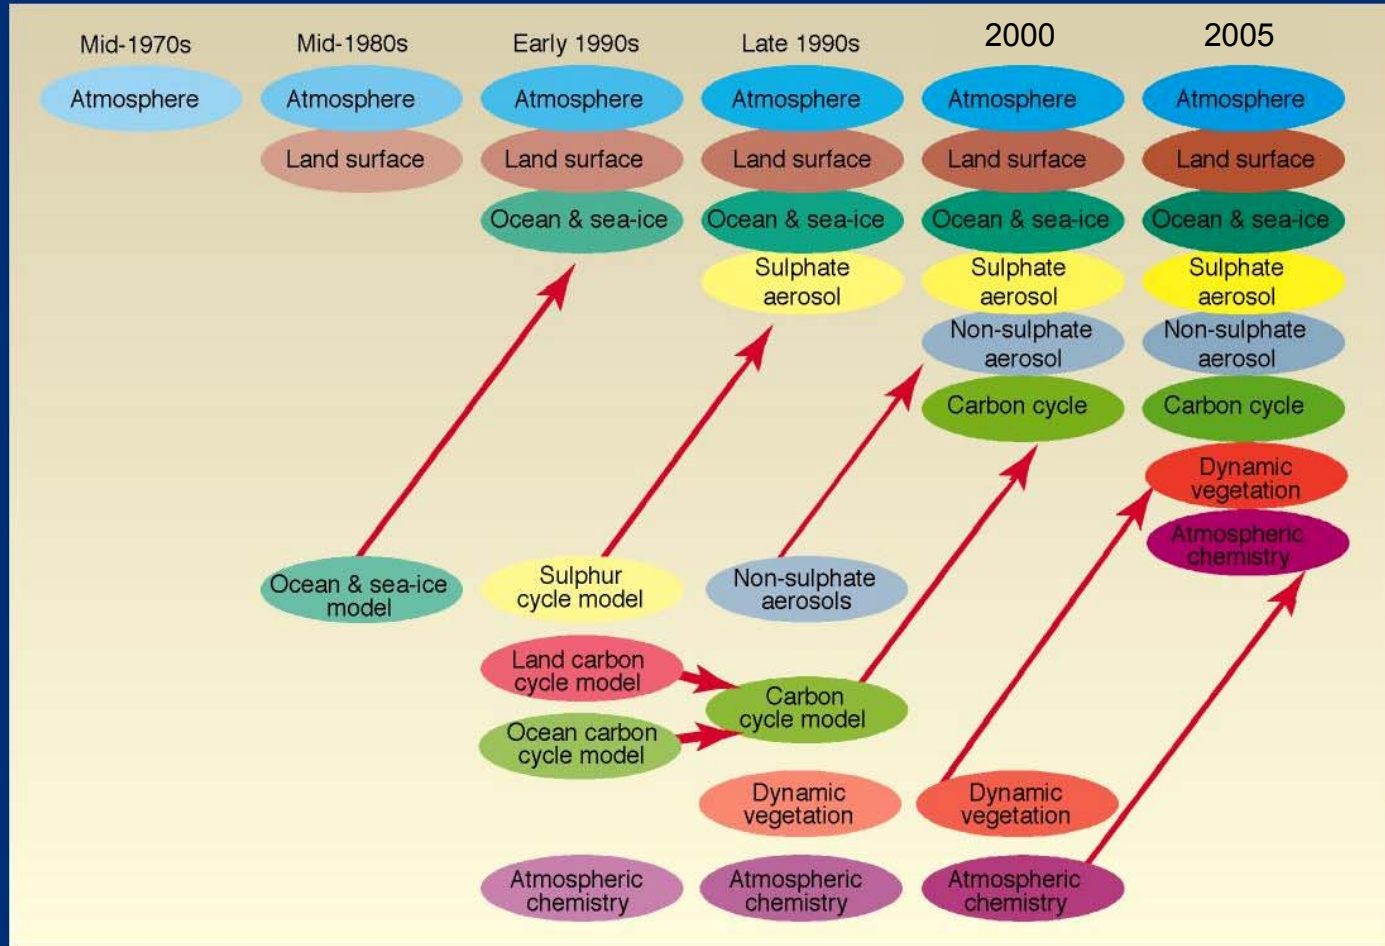 Mid-1970s
Mid-1980s
Early 1990s
Late 1990s
2000
2005
Atmosphere
Atmosphere
Atmosphere
Atmosphere
Atmosphere
Atmosphere
Land surface
Land surface
Land surface
Land surface
Land surface
Ocean & sea-ice
Ocean & sea-ice
Ocean & sea-ice
Ocean & sea-ice
Sulphate
aerosol
Sulphate
aerosol
Sulphate
aerosol
Non-sulphate
aerosol
Non-sulphate
aerosol
Carbon cycle
Carbon cycle
Dynamic
vegetation
Atmospheric
chemistry
Ocean & sea-ice
model
Sulphur
cycle model
Non-sulphate
aerosols
Land carbon
cycle model
Carbon
cycle model
Ocean carbon
cycle model
Dynamic
vegetation
Dynamic
vegetation
Atmospheric
chemistry
Atmospheric
chemistry
Atmospheric
chemistry